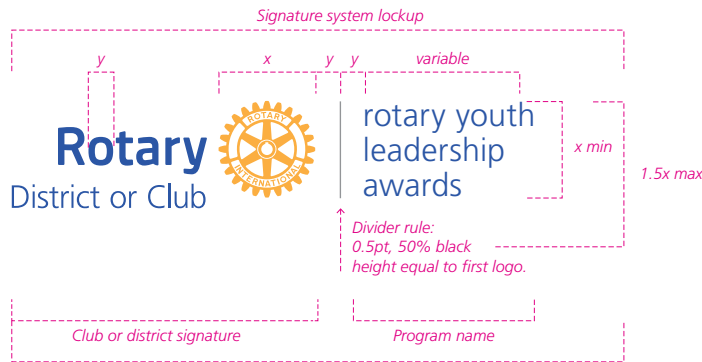 Signature system lockup
y
x
y
y
variable
Rotary
District or Club
ROTARY
INTERNATIONAL
rotary youth
leadership
awards
x min
1.5x max
Divider rule:
0.5pt, 50% black
height equal to first logo.
Club or district signature
Program name